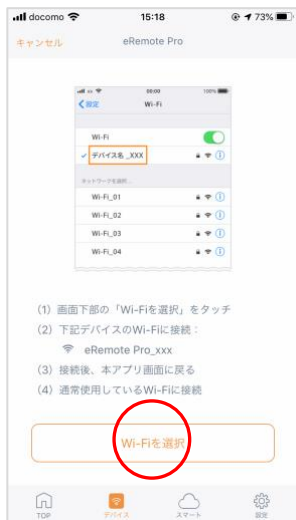 docomo 15:18 73%
キャンセル eRemote Pro
00:00 100%
設定 Wi-Fi
Wi-Fi
デバイス名 _XXX
ネットワークを選択...
Wi-Fi_01
Wi-Fi_02
Wi-Fi_03
Wi-Fi_04
(1) 画面下部の「Wi-Fiを選択」をタッチ
(2) 下記デバイスのWi-Fiに接続:
eRemote Pro_xxx
(3) 接続後、本アプリ画面に戻る
(4) 通常使用しているWi-Fiに接続
Wi-Fiを選択
TOP デバイス スマート 設定